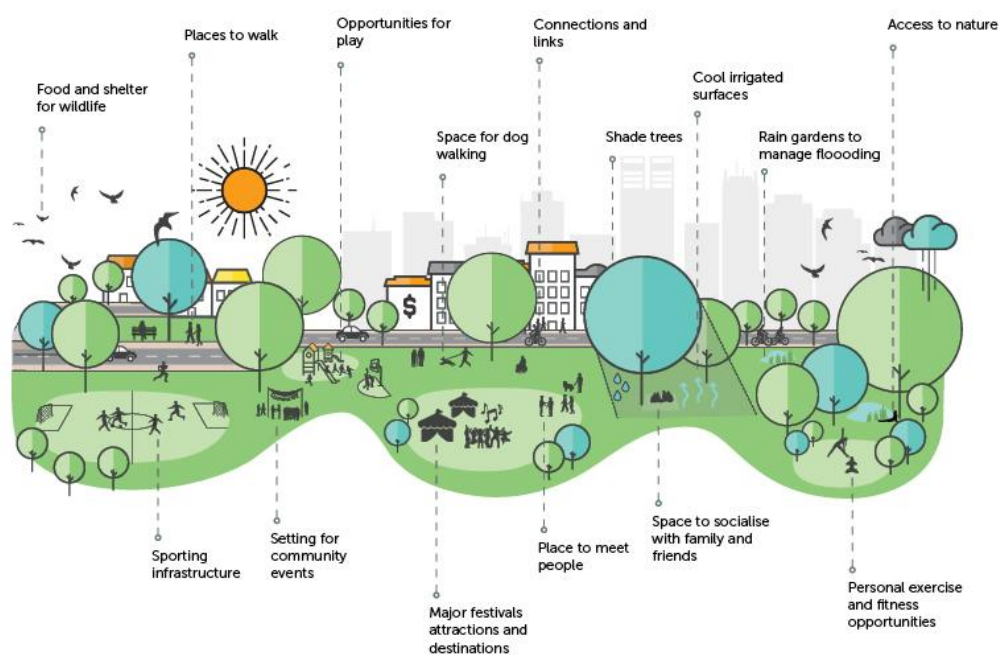 Food and shelter
for wildlife
Places to walk
Opportunities for
play
Space for dog
walking
Connections and
links
Shade trees
Cool irrigated
surfaces
Rain gardens to
manage floooding
Access to nature
$
Sporting
infrastructure
Setting for
community
events
Major festivals
attractions and
destinations
Place to meet
people
Space to socialise
with family and
friends
Personal exercise
and fitness
opportunities